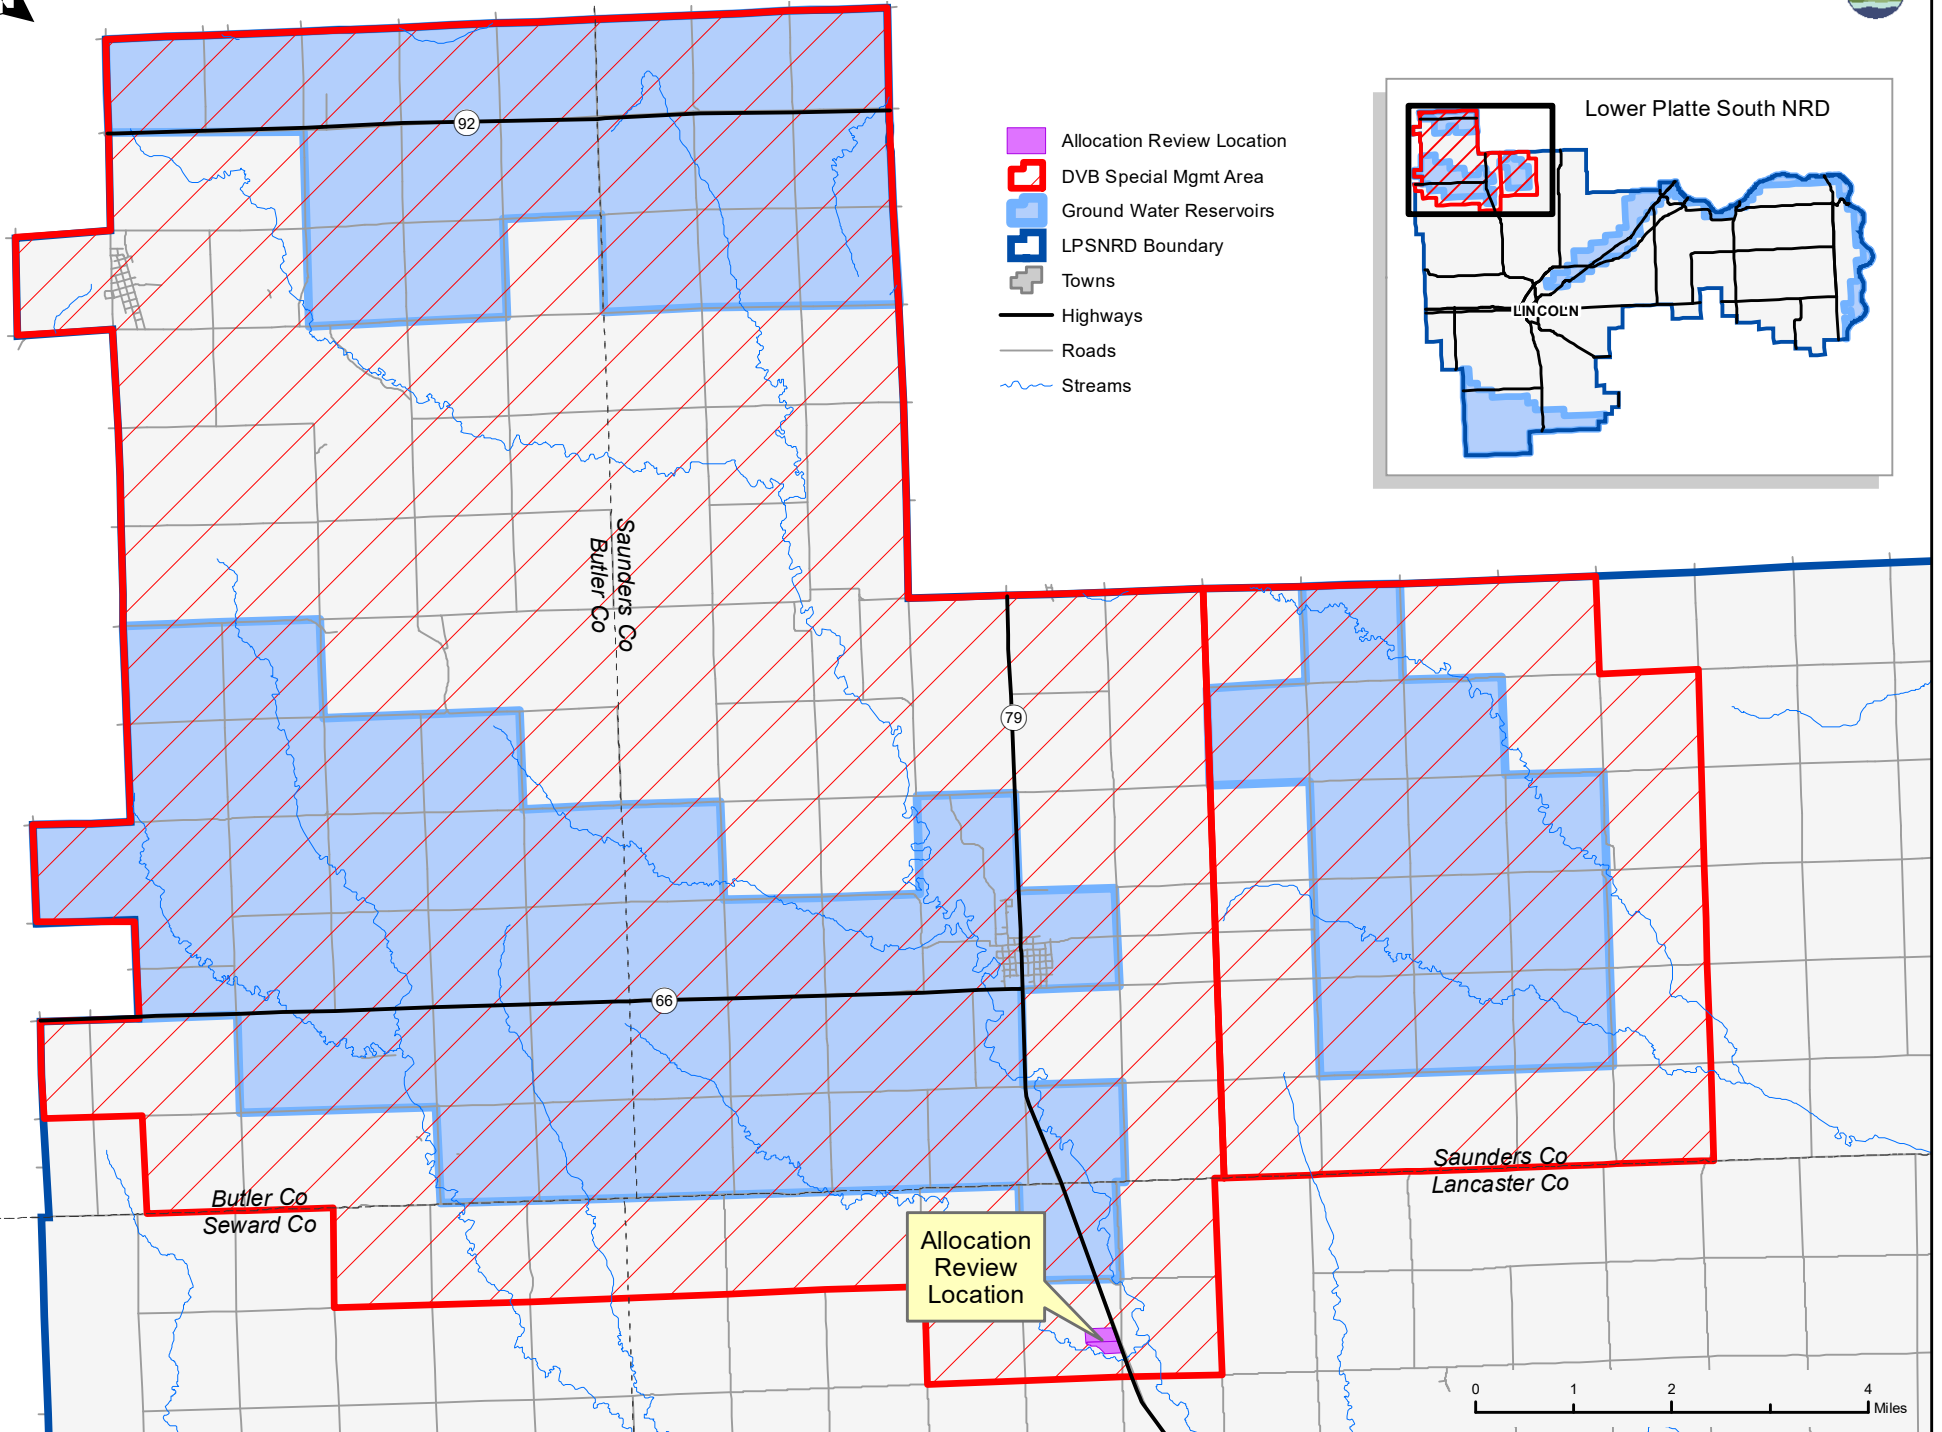 92
Allocation Review Location
DVB Special Mgmt Area
Ground Water Reservoirs
LPSNRD Boundary
Towns
Highways
Roads
Streams
Lower Platte South NRD
LINCOLN
Saunders Co
Butler Co
79
66
Butler Co
Seward Co
Saunders Co
Lancaster Co
Allocation
Review
Location
0 1 2 4
Miles